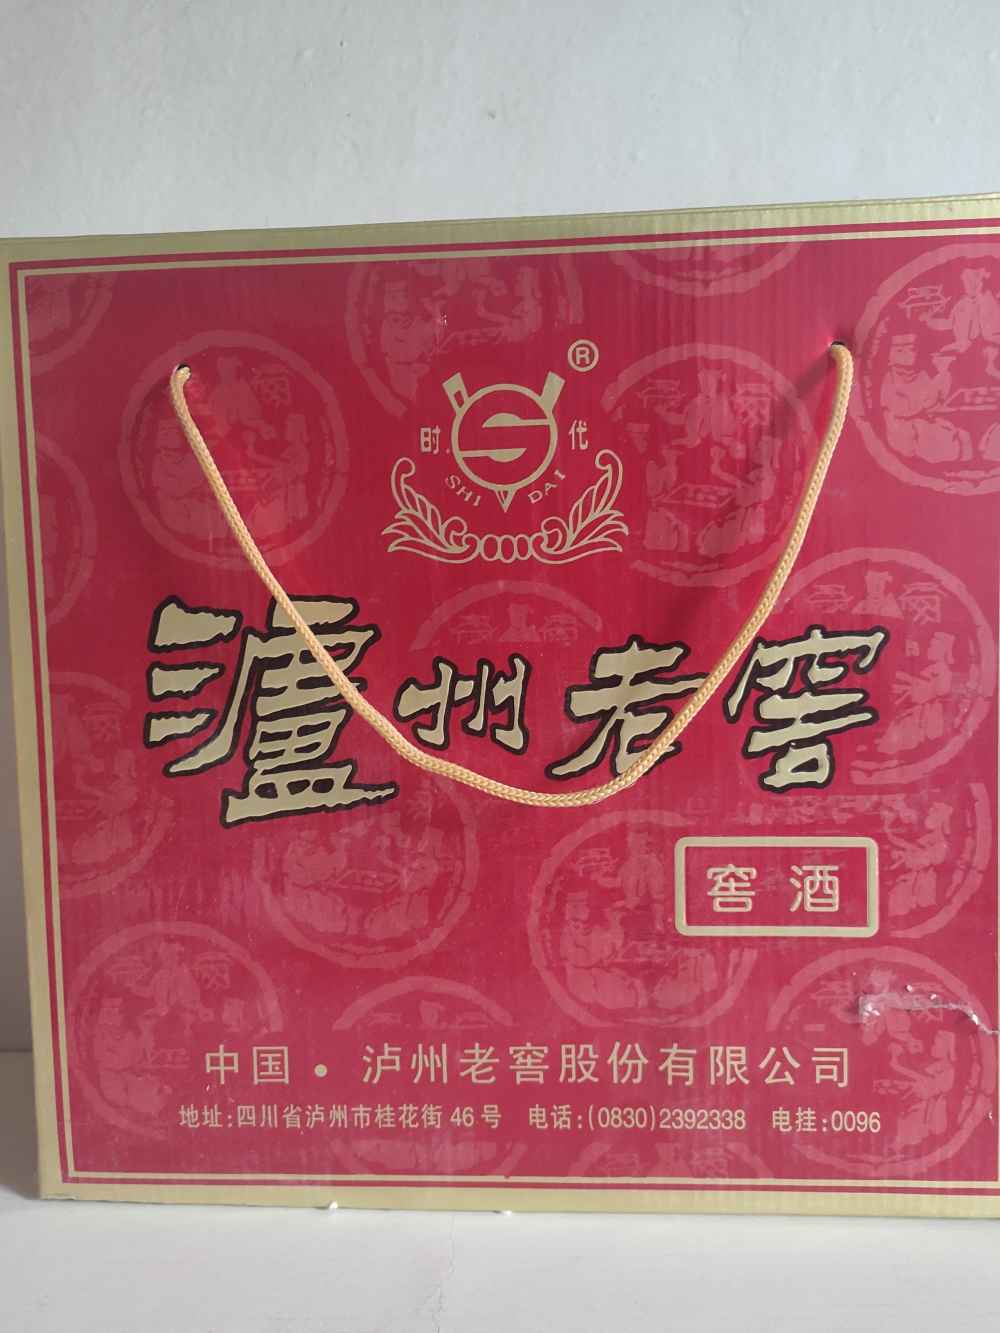 ®
时 代
SHI DAI
瀘州老窖
窖酒
中国·泸州老窖股份有限公司
地址:四川省泸州市桂花街 46 号 电话:(0830)2392338 电挂:0096